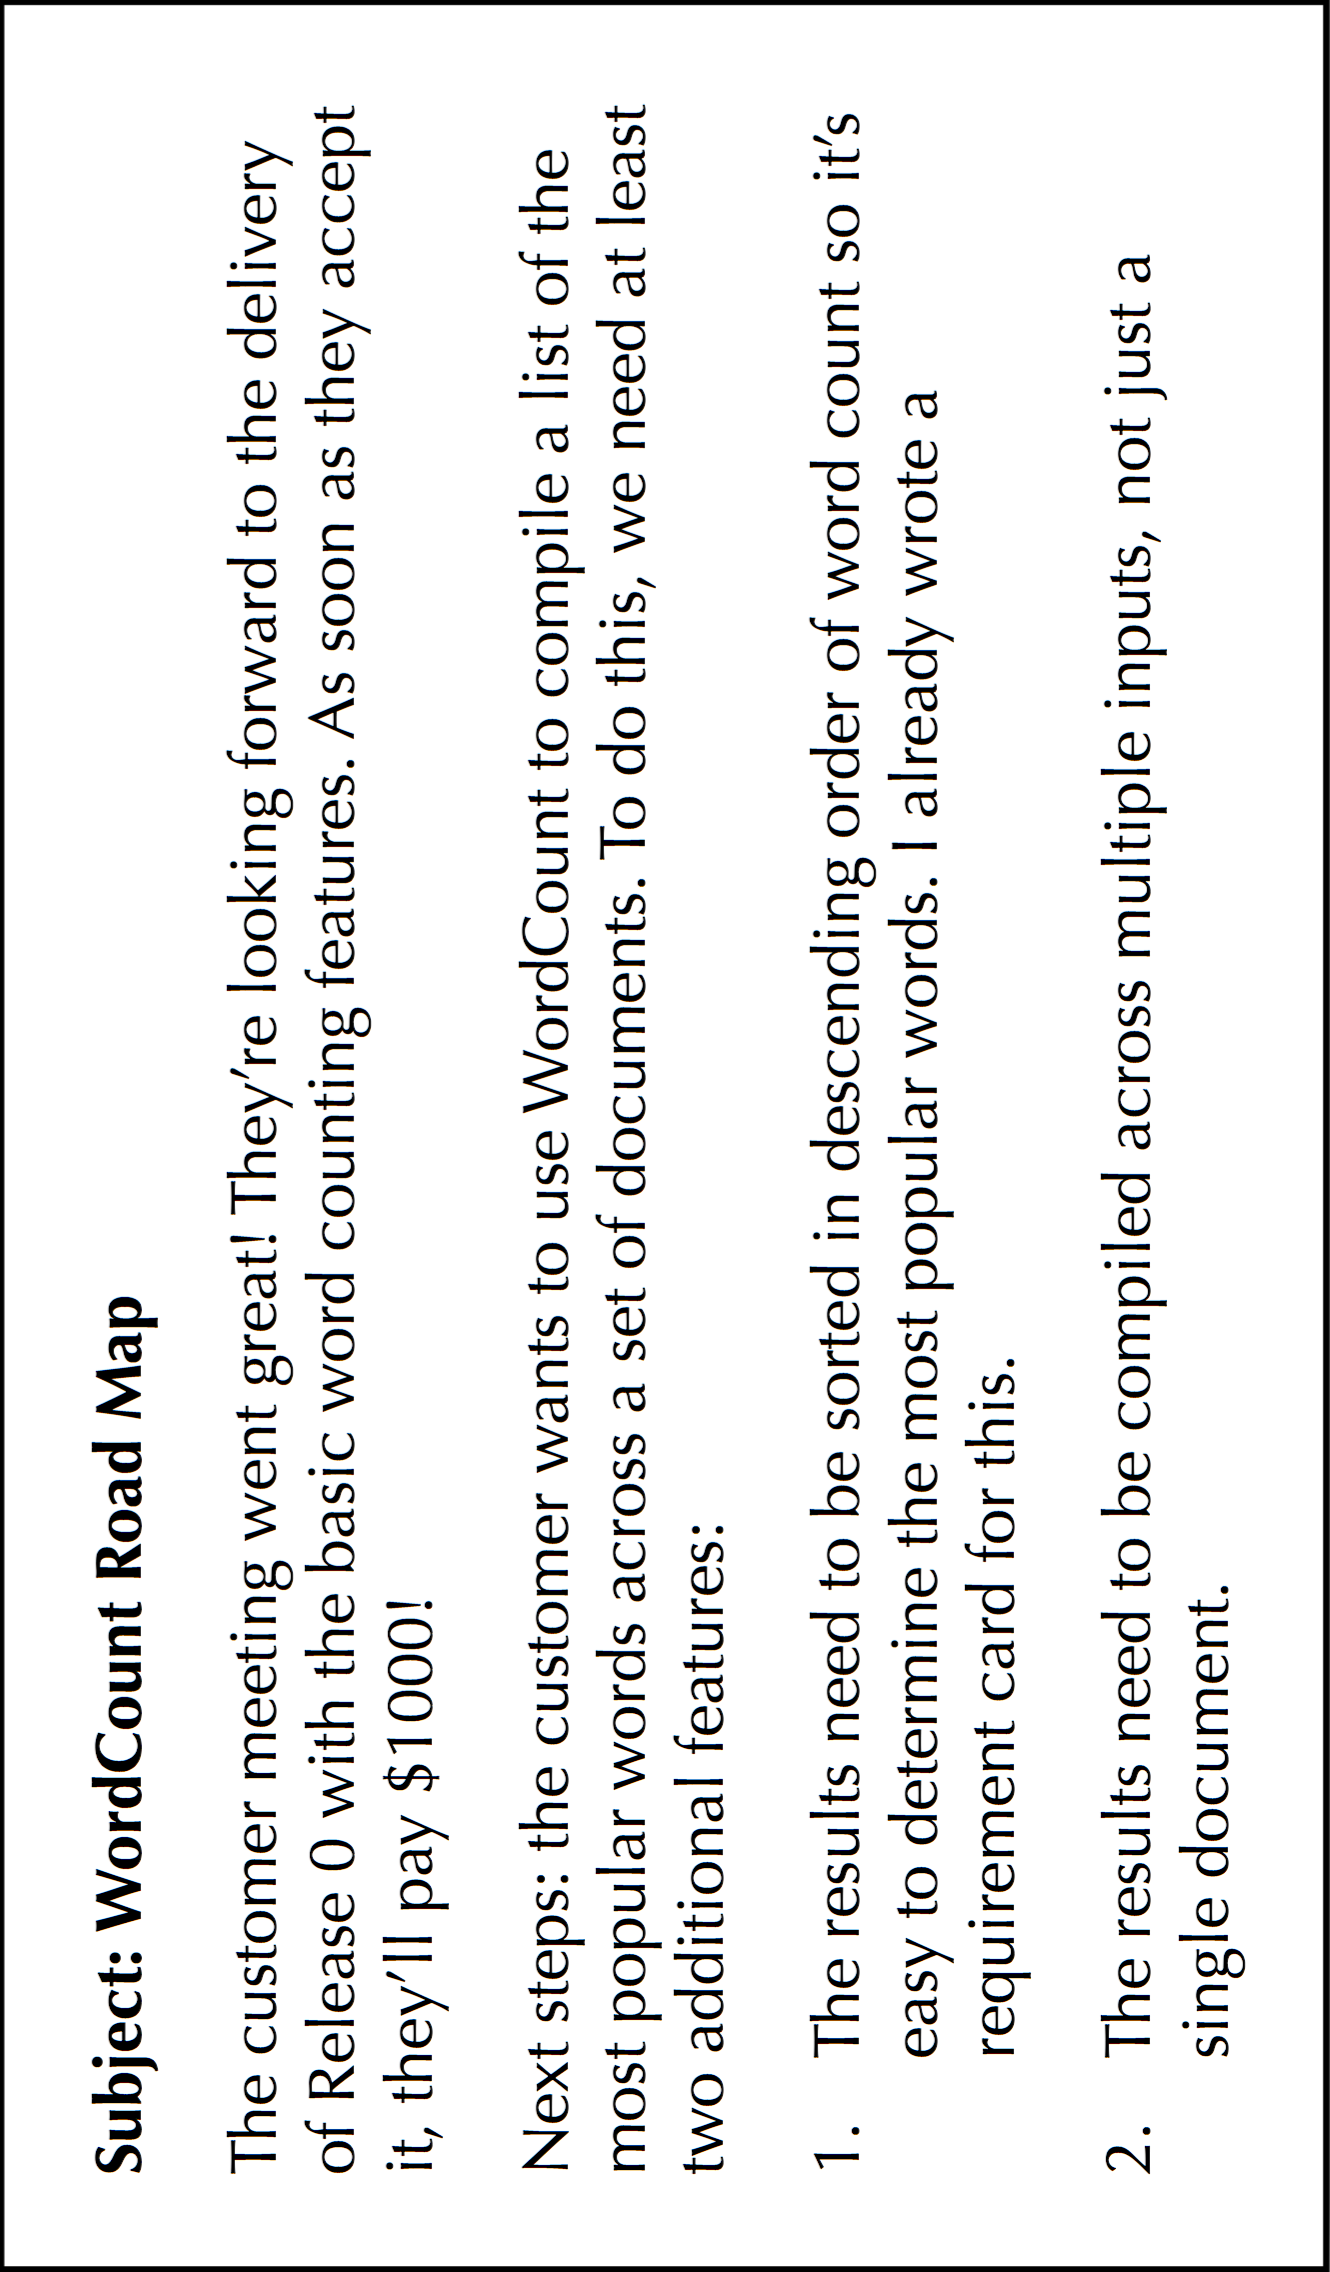 Subject: WordCount Road Map
The customer meeting went great! They’re looking forward to the delivery
of Release 0 with the basic word counting features. As soon as they accept
it, they’ll pay $1000!
Next steps: the customer wants to use WordCount to compile a list of the
most popular words across a set of documents. To do this, we need at least
two additional features:
1. The results need to be sorted in descending order of word count so it’s
easy to determine the most popular words. I already wrote a
requirement card for this.
2. The results need to be compiled across multiple inputs, not just a
single document.